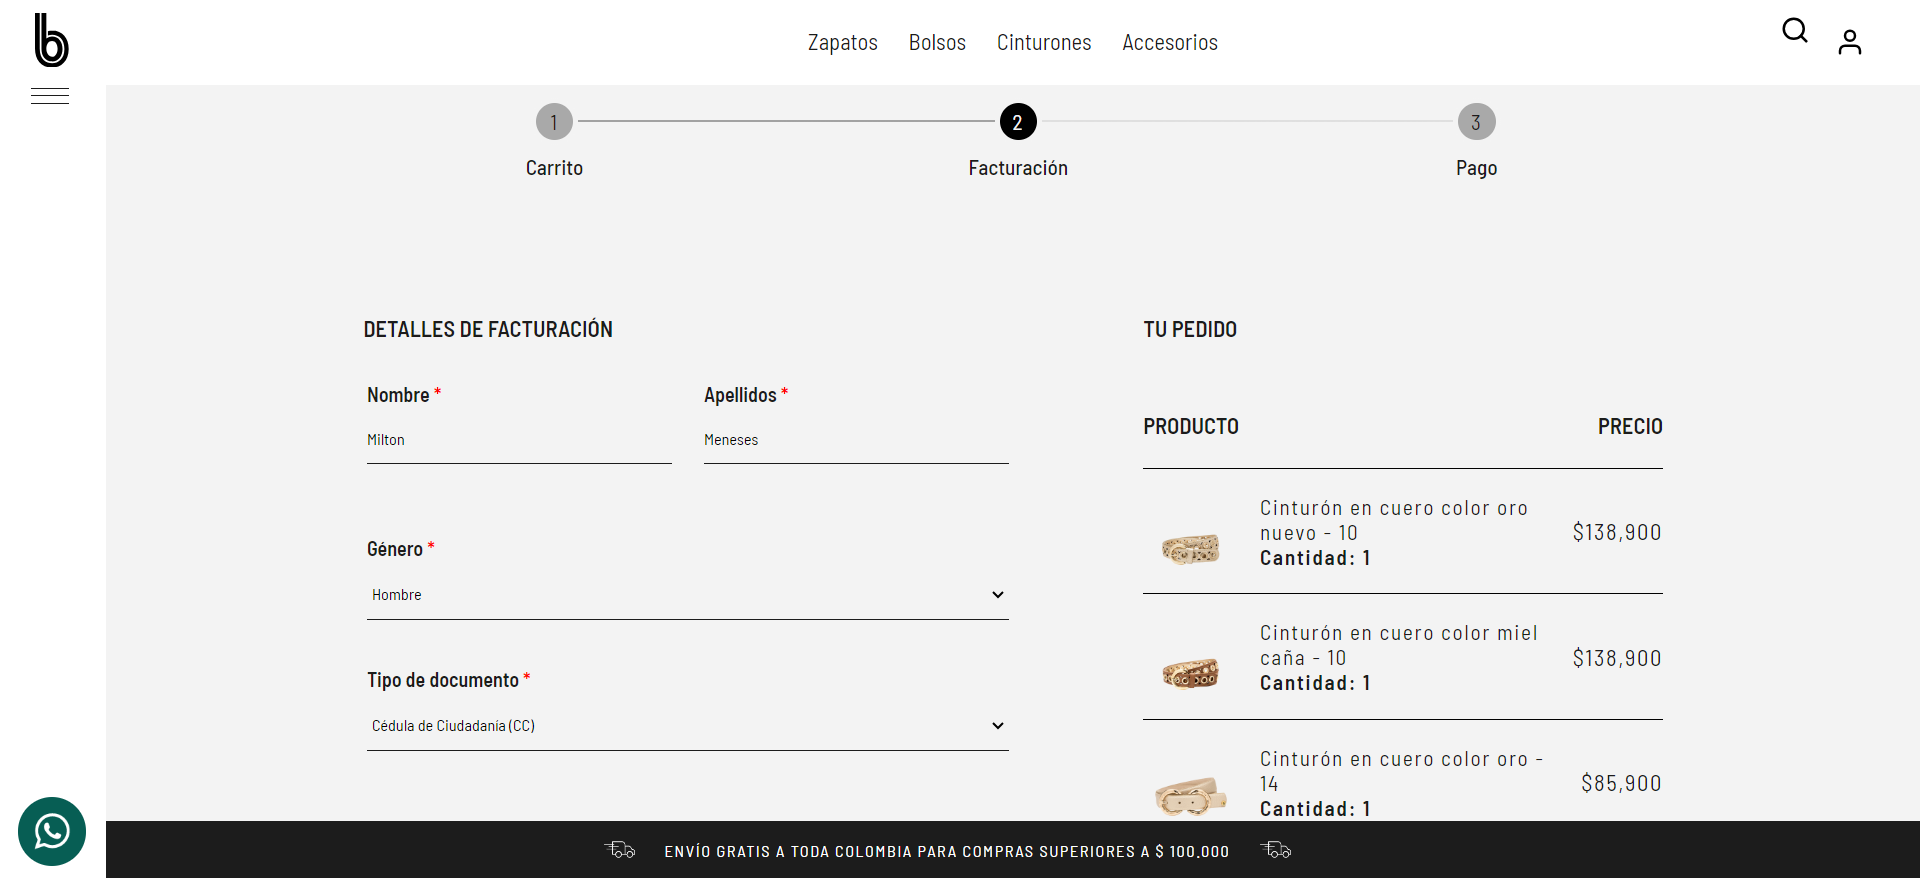 b
Zapatos Bolsos Cinturones Accesorios
1 2 3
Carrito Facturación Pago
DETALLES DE FACTURACIÓN
Nombre * Apellidos *
Milton Meneses
Género *
Hombre
Tipo de documento *
Cédula de Ciudadanía (CC)
TU PEDIDO
PRODUCTO PRECIO
Cinturón en cuero color oro
nuevo - 10
Cantidad: 1
$138,900
Cinturón en cuero color miel
caña - 10
Cantidad: 1
$138,900
Cinturón en cuero color oro -
14
Cantidad: 1
$85,900
ENVÍO GRATIS A TODA COLOMBIA PARA COMPRAS SUPERIORES A $ 100.000